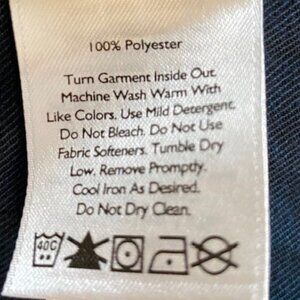 100% Polyester
Turn Garment Inside Out.
Machine Wash Warm With
Like Colors. Use Mild Detergent.
Do Not Bleach. Do Not Use
Fabric Softeners. Tumble Dry
Low. Remove Promptly.
Cool Iron As Desired.
Do Not Dry Clean.
40C